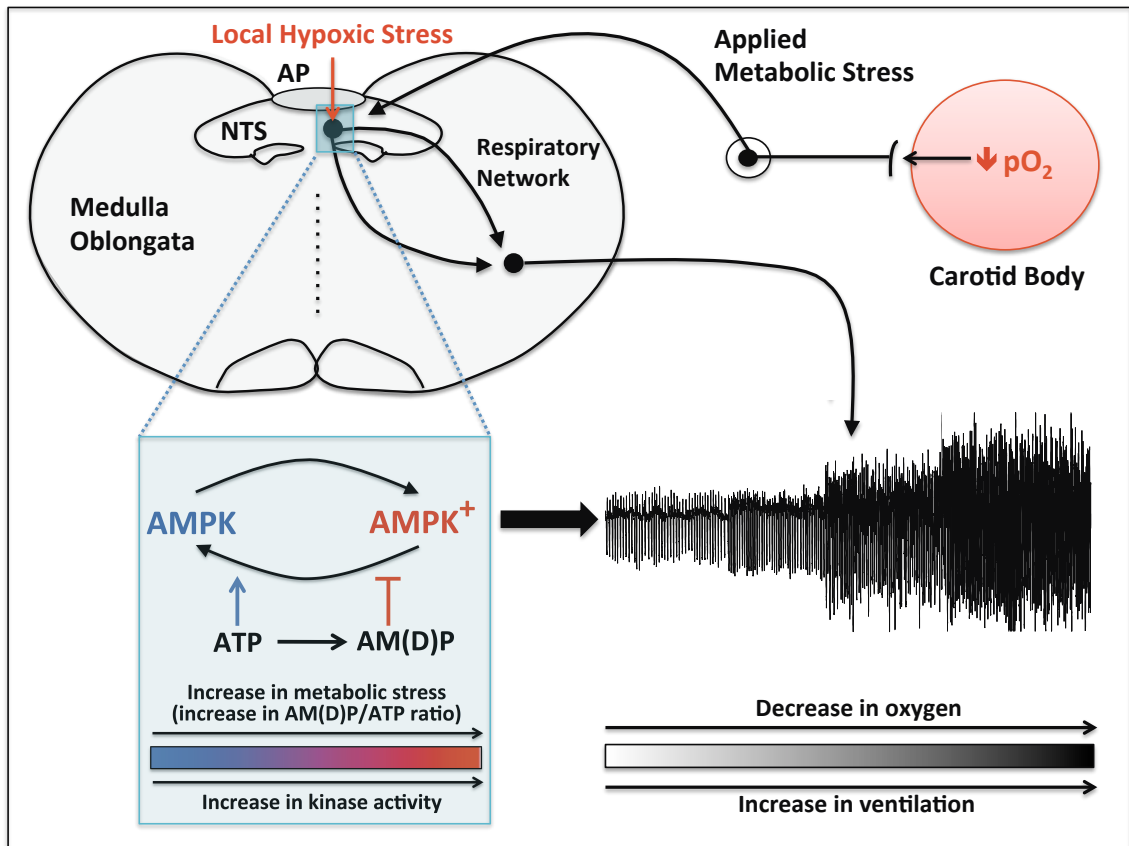 Local Hypoxic Stress
AP
NTS
Medulla
Oblongata
Respiratory
Network
Applied
Metabolic Stress
↓ pO₂
Carotid Body
AMPK
AMPK⁺
ATP
AM(D)P
Increase in metabolic stress
(increase in AM(D)P/ATP ratio)
Increase in kinase activity
Decrease in oxygen
Increase in ventilation